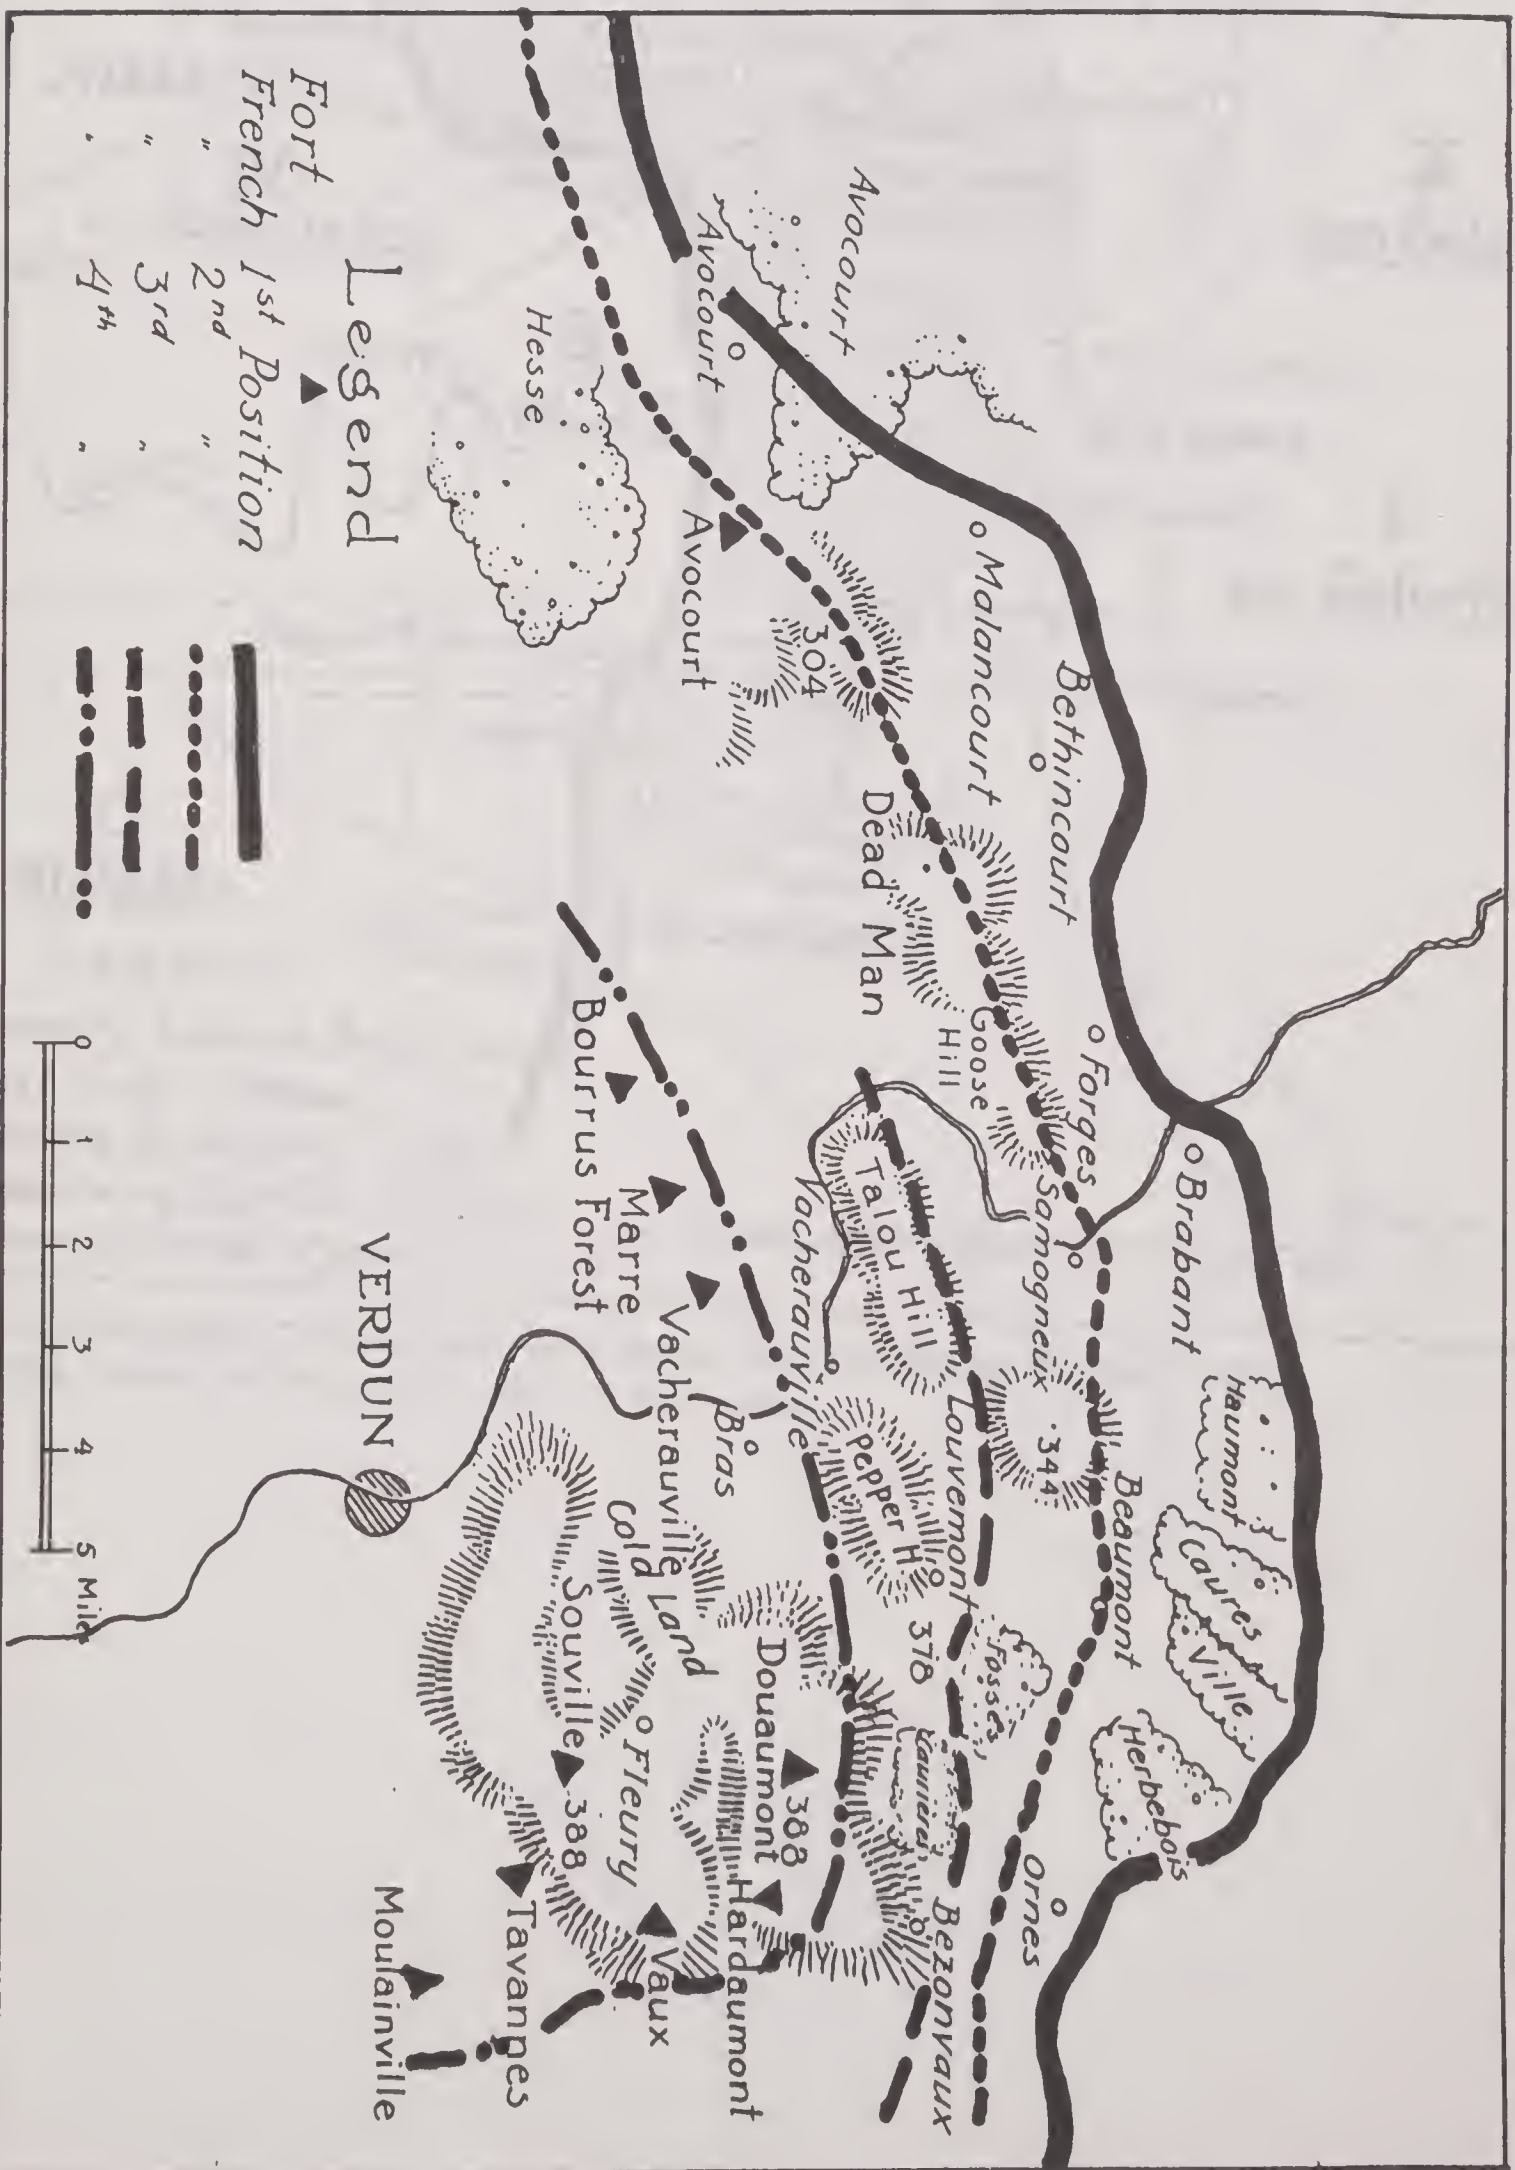 Avocourt
Avocourt
Malancourt
Bethincourt
Forges
Brabant
Haumont
Caures
Ville
Herbebois
Hesse
Avocourt
304
Dead Man
Goose
Hill
Samogneux
344
Beaumont
Ornes
Talou Hill
Louvemont
Fosses
Vacherauville
Pepper H
378
Bezonvaux
Bourrus Forest
Marre
Vacherauville
Bras
Cold Land
Douaumont
388
Hardaumont
Souville
388
Fleury
Vaux
Tavannes
Moulainville
VERDUN
Legend
Fort
French 1st Position
" 2nd "
" 3rd "
" 4th "
0 1 2 3 4 5 Miles